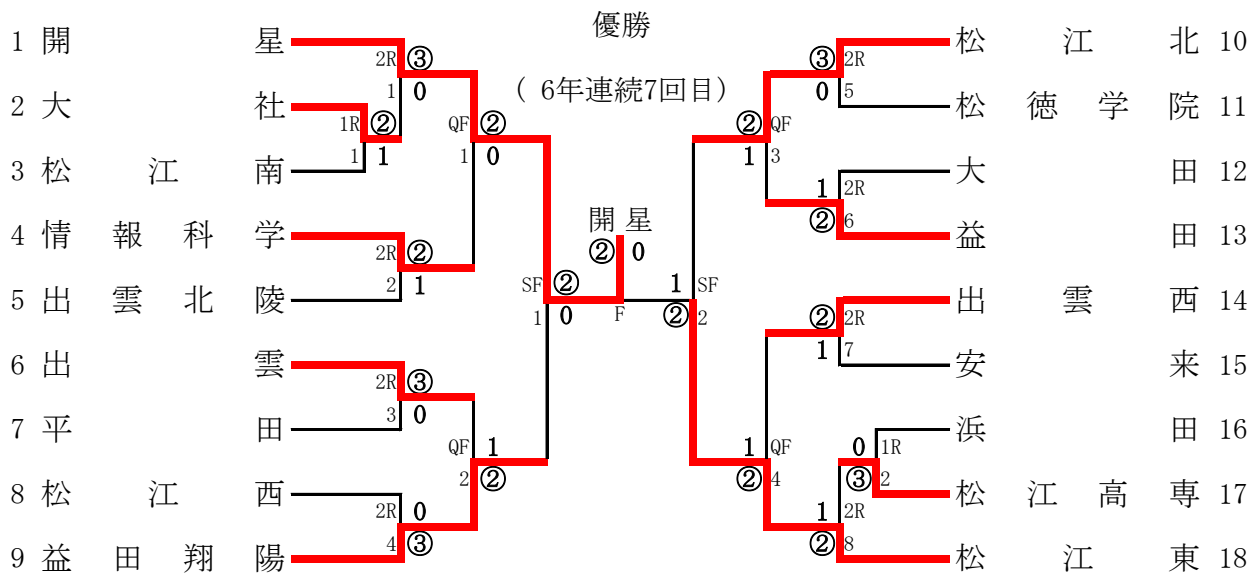 優勝
(6年連続7回目)
開星
② 0
F
1 開星
2 大社
3 松江南
4 情報科学
5 出雲北陵
6 出雲
7 平田
8 松江西
9 益田翔陽
2R ③
1 0
1R ②
1 1
QF ②
1 0
2R ②
2 1
SF ②
1 0
2R ③
3 0
QF 1
2 ②
2R 0
4 ③
松江北 10
松徳学院 11
大田 12
益田 13
出雲西 14
安来 15
浜田 16
松江高専 17
松江東 18
③ 2R
0 5
② QF
1 3
1 2R
② 6
1 SF
② 2
② 2R
1 7
1 QF
② 4
0 1R
③ 2
1 2R
② 8